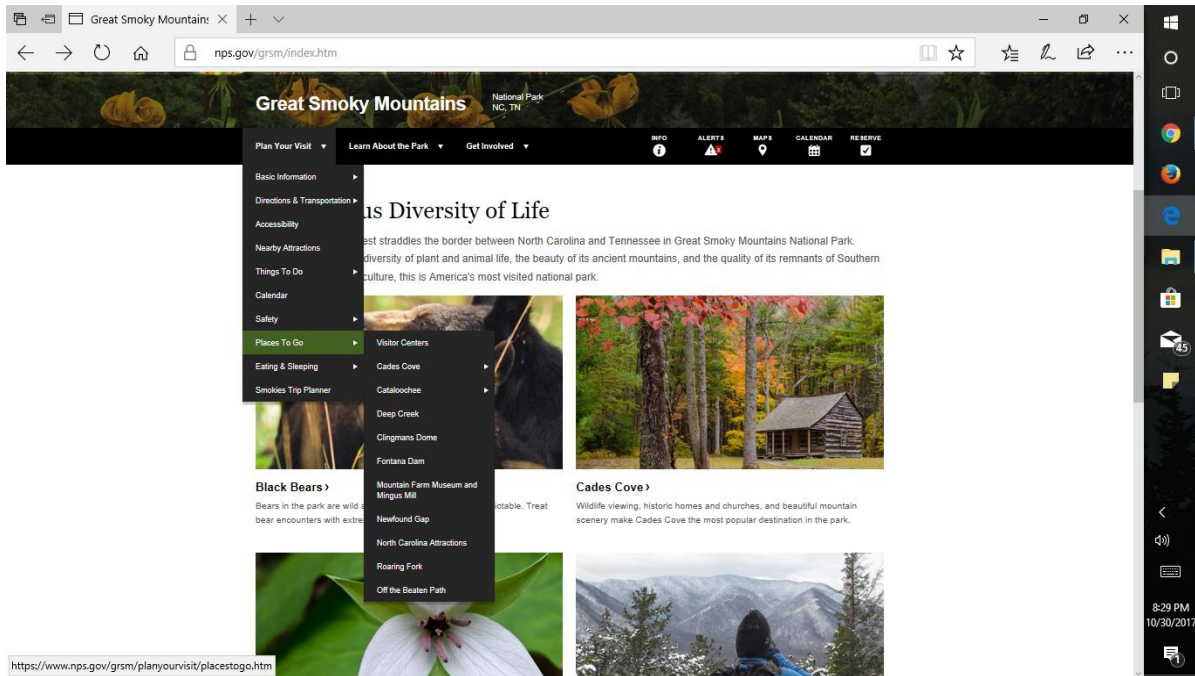 Great Smoky Mountains
nps.gov/grsm/index.htm
Great Smoky Mountains
National Park
NC, TN
Plan Your Visit
Learn About the Park
Get Involved
INFO
ALERTS
MAPS
CALENDAR
RESERVE
3
Basic Information
Directions & Transportation
Accessibility
Nearby Attractions
Things To Do
Calendar
Safety
Places To Go
Eating & Sleeping
Smokies Trip Planner
Visitor Centers
Cades Cove
Cataloochee
Deep Creek
Clingmans Dome
Fontana Dam
Mountain Farm Museum and
Mingus Mill
Newfound Gap
North Carolina Attractions
Roaring Fork
Off the Beaten Path
us Diversity of Life
est straddles the border between North Carolina and Tennessee in Great Smoky Mountains National Park.
diversity of plant and animal life, the beauty of its ancient mountains, and the quality of its remnants of Southern
culture, this is America's most visited national park.
Black Bears
Bears in the park are wild a
ictable. Treat
bear encounters with extre
Cades Cove
Wildlife viewing, historic homes and churches, and beautiful mountain
scenery make Cades Cove the most popular destination in the park.
https://www.nps.gov/grsm/planyourvisit/placestogo.htm
45
8:29 PM
10/30/2017
1